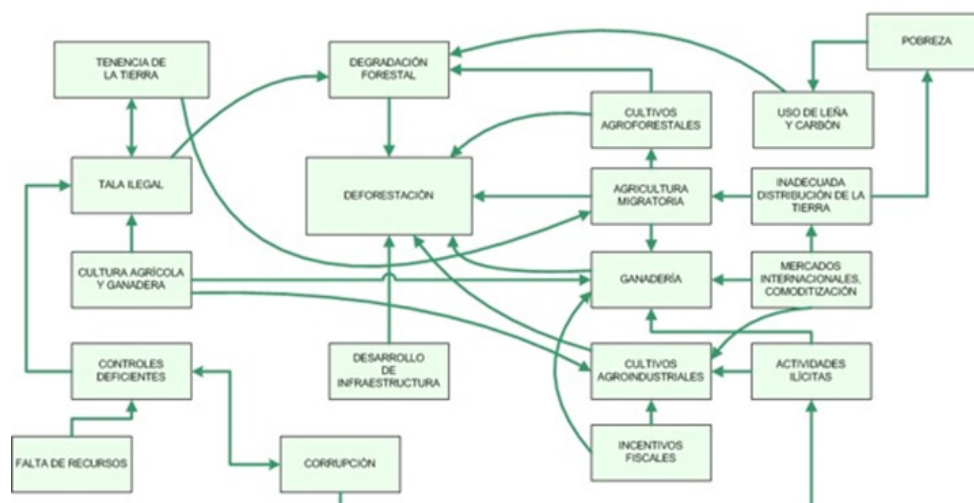 TENENCIA DE
LA TIERRA
DEGRADACIÓN
FORESTAL
POBREZA
CULTIVOS
AGROFORESTALES
USO DE LEÑA
Y CARBÓN
TALA ILEGAL
DEFORESTACIÓN
AGRICULTURA
MIGRATORIA
INADECUADA
DISTRIBUCIÓN DE LA
TIERRA
CULTURA AGRÍCOLA
Y GANADERA
GANADERÍA
MERCADOS
INTERNACIONALES,
COMODITIZACIÓN
CONTROLES
DEFICIENTES
DESARROLLO
DE
INFRAESTRUCTURA
CULTIVOS
AGROINDUSTRIALES
ACTIVIDADES
ILÍCITAS
FALTA DE RECURSOS
CORRUPCIÓN
INCENTIVOS
FISCALES